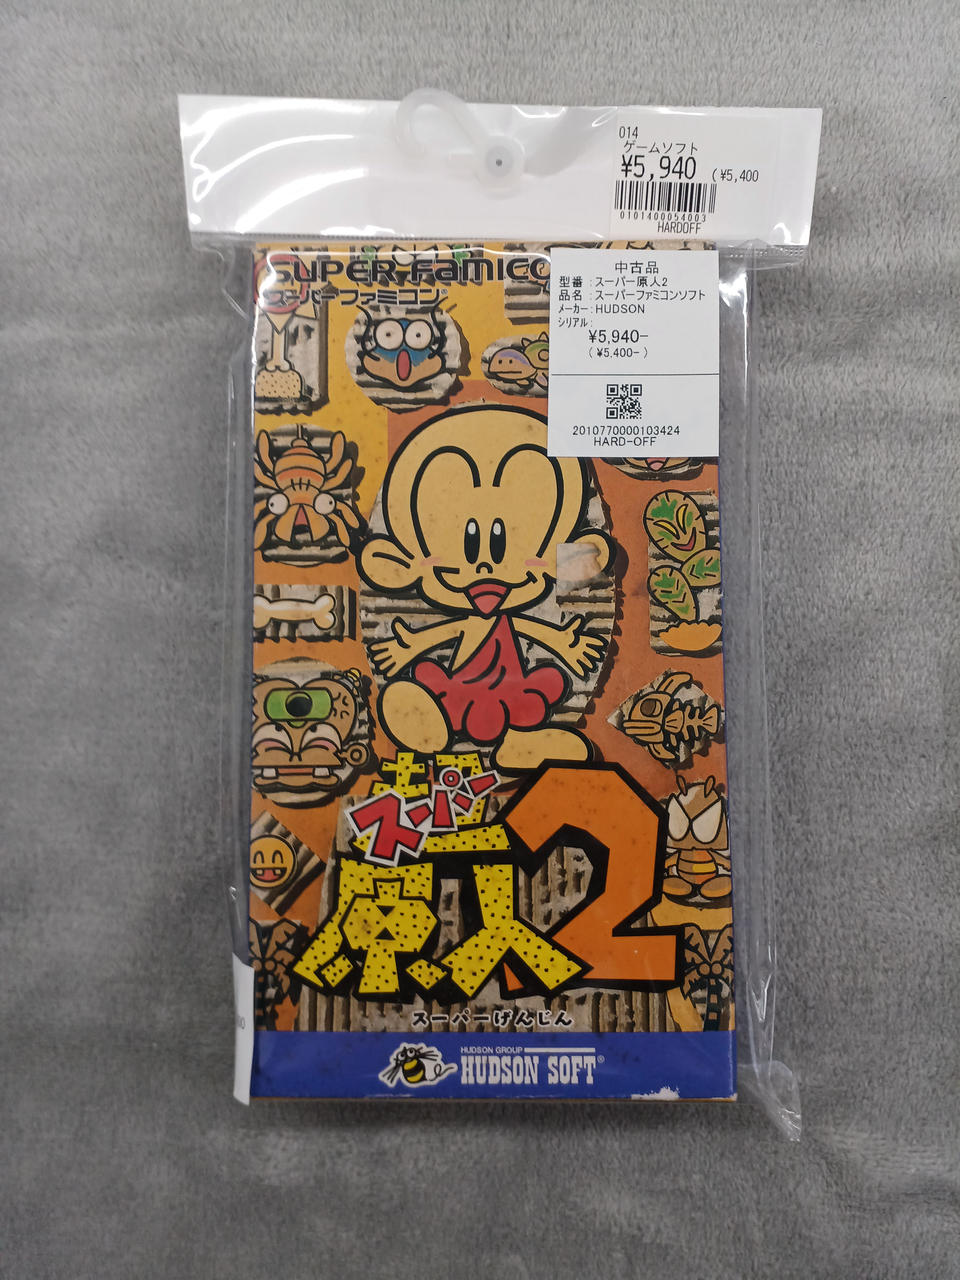 014
ゲームソフト
¥5,940 (¥5,400
0101400054003
HARDOFF
SUPER FAMICO
スーパーファミコン
中古品
型番 : スーパー原人2
品名 : スーパーファミコンソフト
メーカー: HUDSON
シリアル:
¥5,940-
(¥5,400-)
2010770000103424
HARD-OFF
超
スーパー
原人2
スーパーげんじん
HUDSON GROUP
HUDSON SOFT®